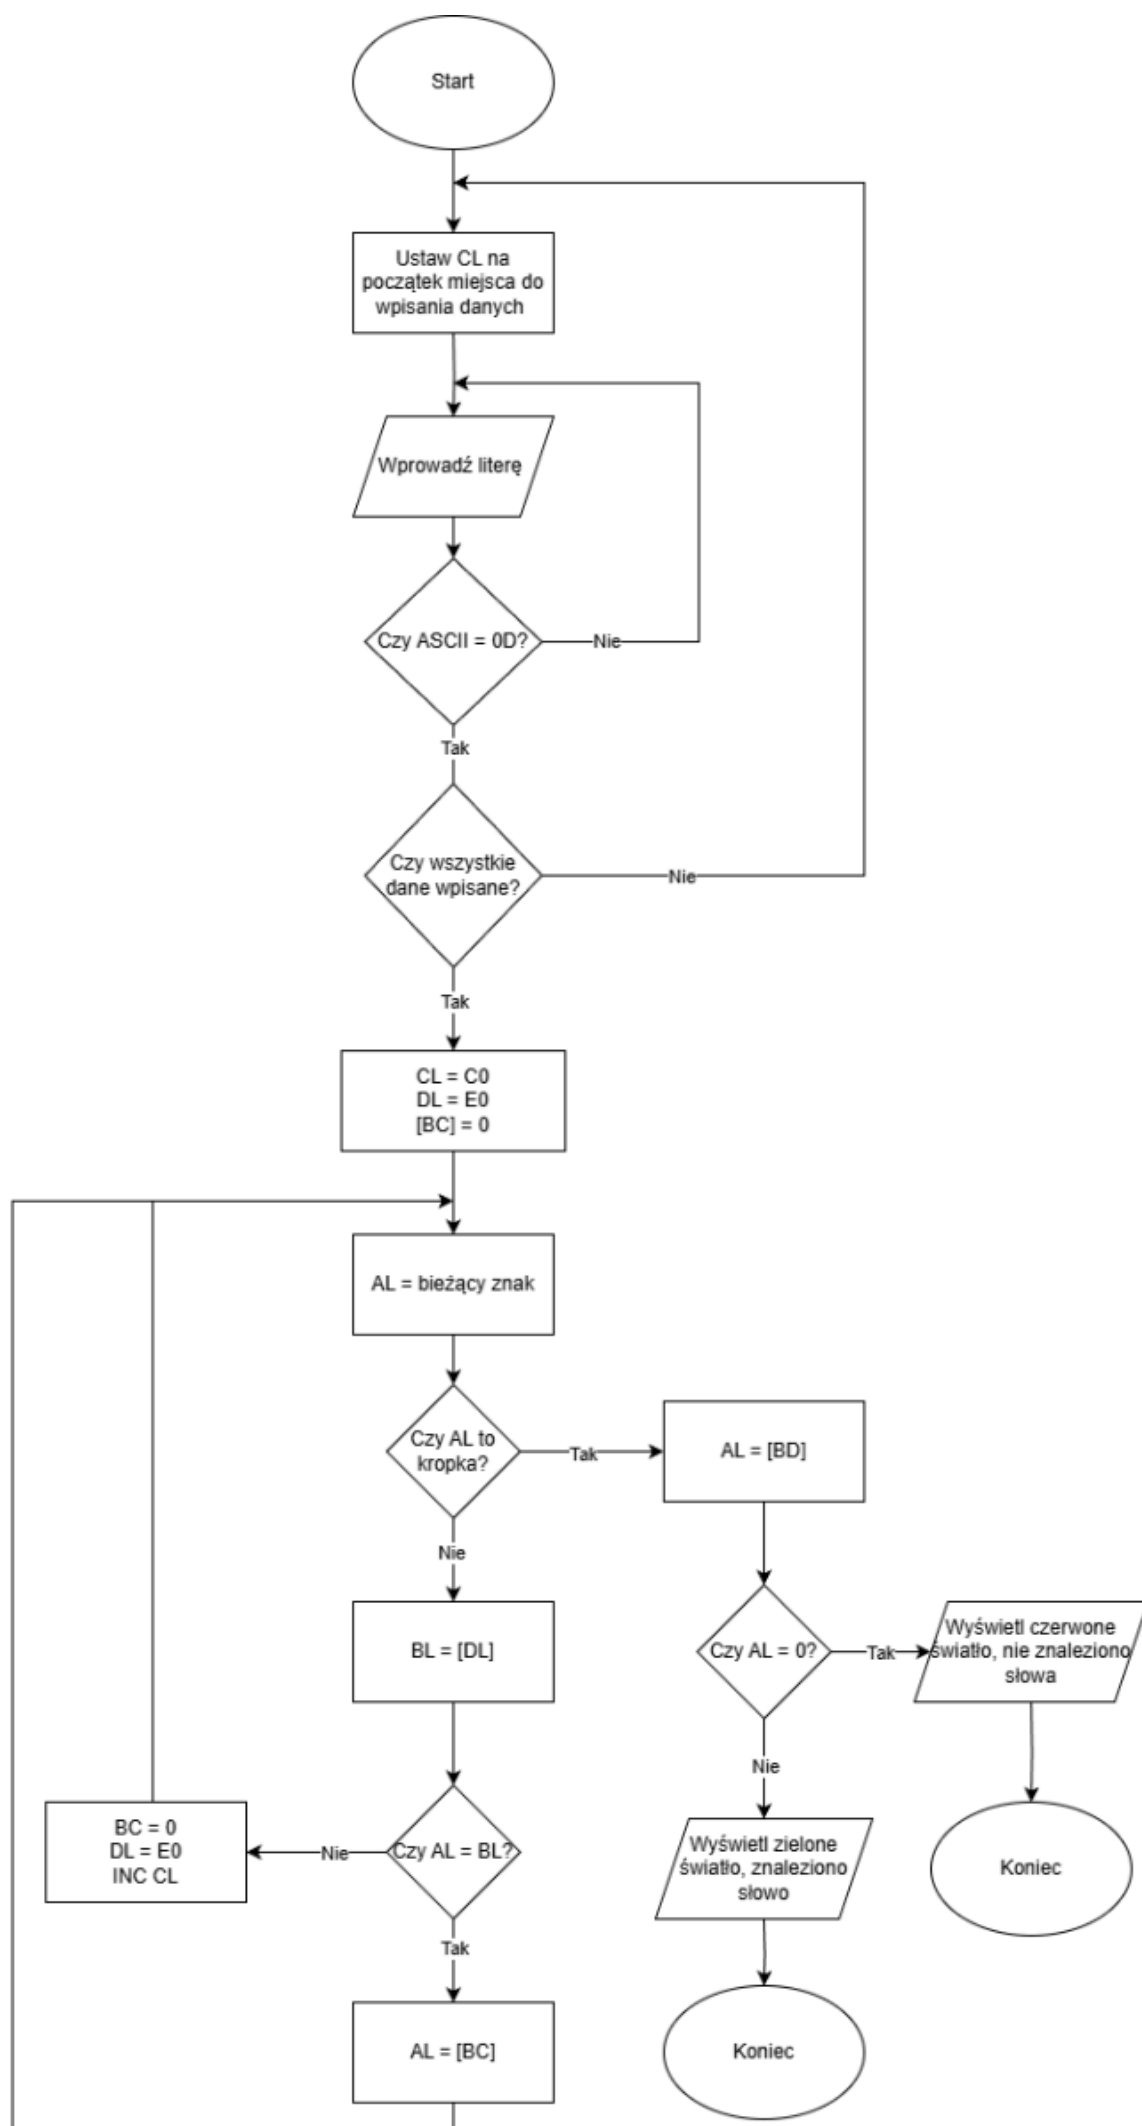 Start
Ustaw CL na
początek miejsca do
wpisania danych
Wprowadź literę
Czy ASCII = 0D?
Nie
Tak
Czy wszystkie
dane wpisane?
Nie
Tak
CL = C0
DL = E0
[BC] = 0
AL = bieżący znak
Czy AL to
kropka?
Tak
AL = [BD]
Nie
BL = [DL]
Czy AL = 0?
Tak
Wyświetl czerwone
światło, nie znaleziono
słowa
Nie
BC = 0
DL = E0
INC CL
Nie
Czy AL = BL?
Wyświetl zielone
światło, znaleziono
słowo
Koniec
Tak
AL = [BC]
Koniec